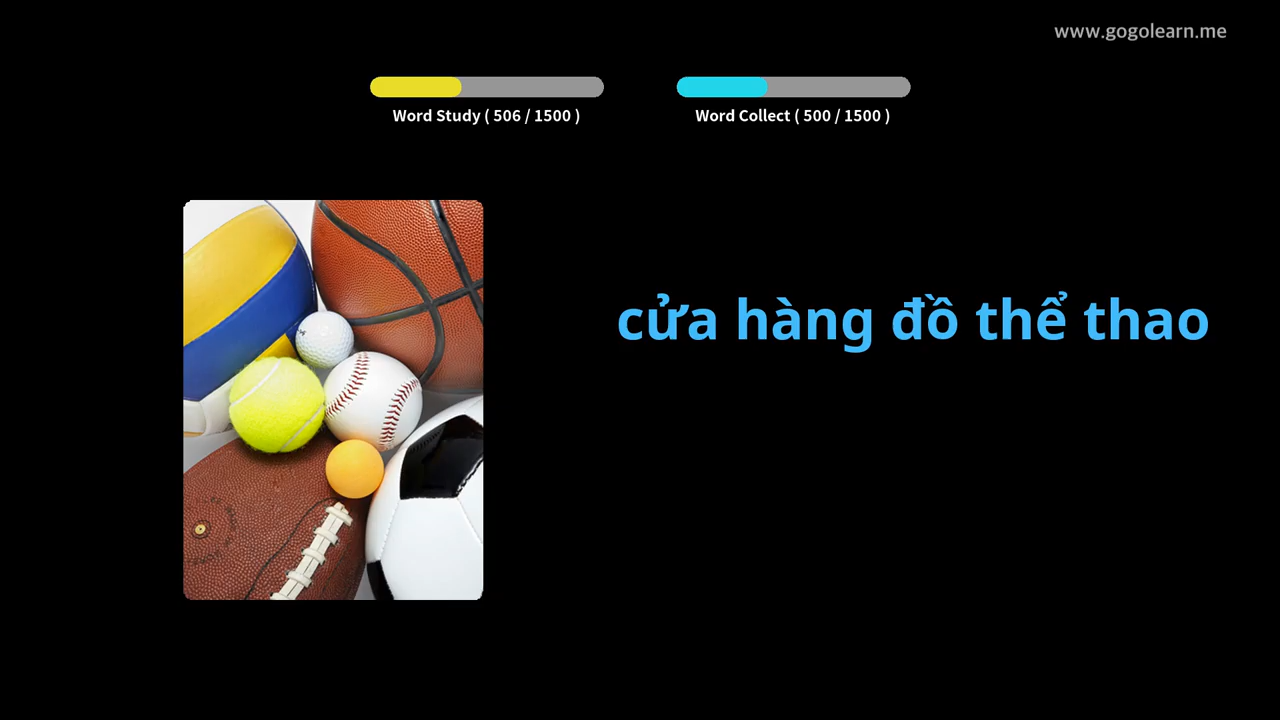 www.gogolearn.me
Word Study ( 506 / 1500 )
Word Collect ( 500 / 1500 )
cửa hàng đồ thể thao